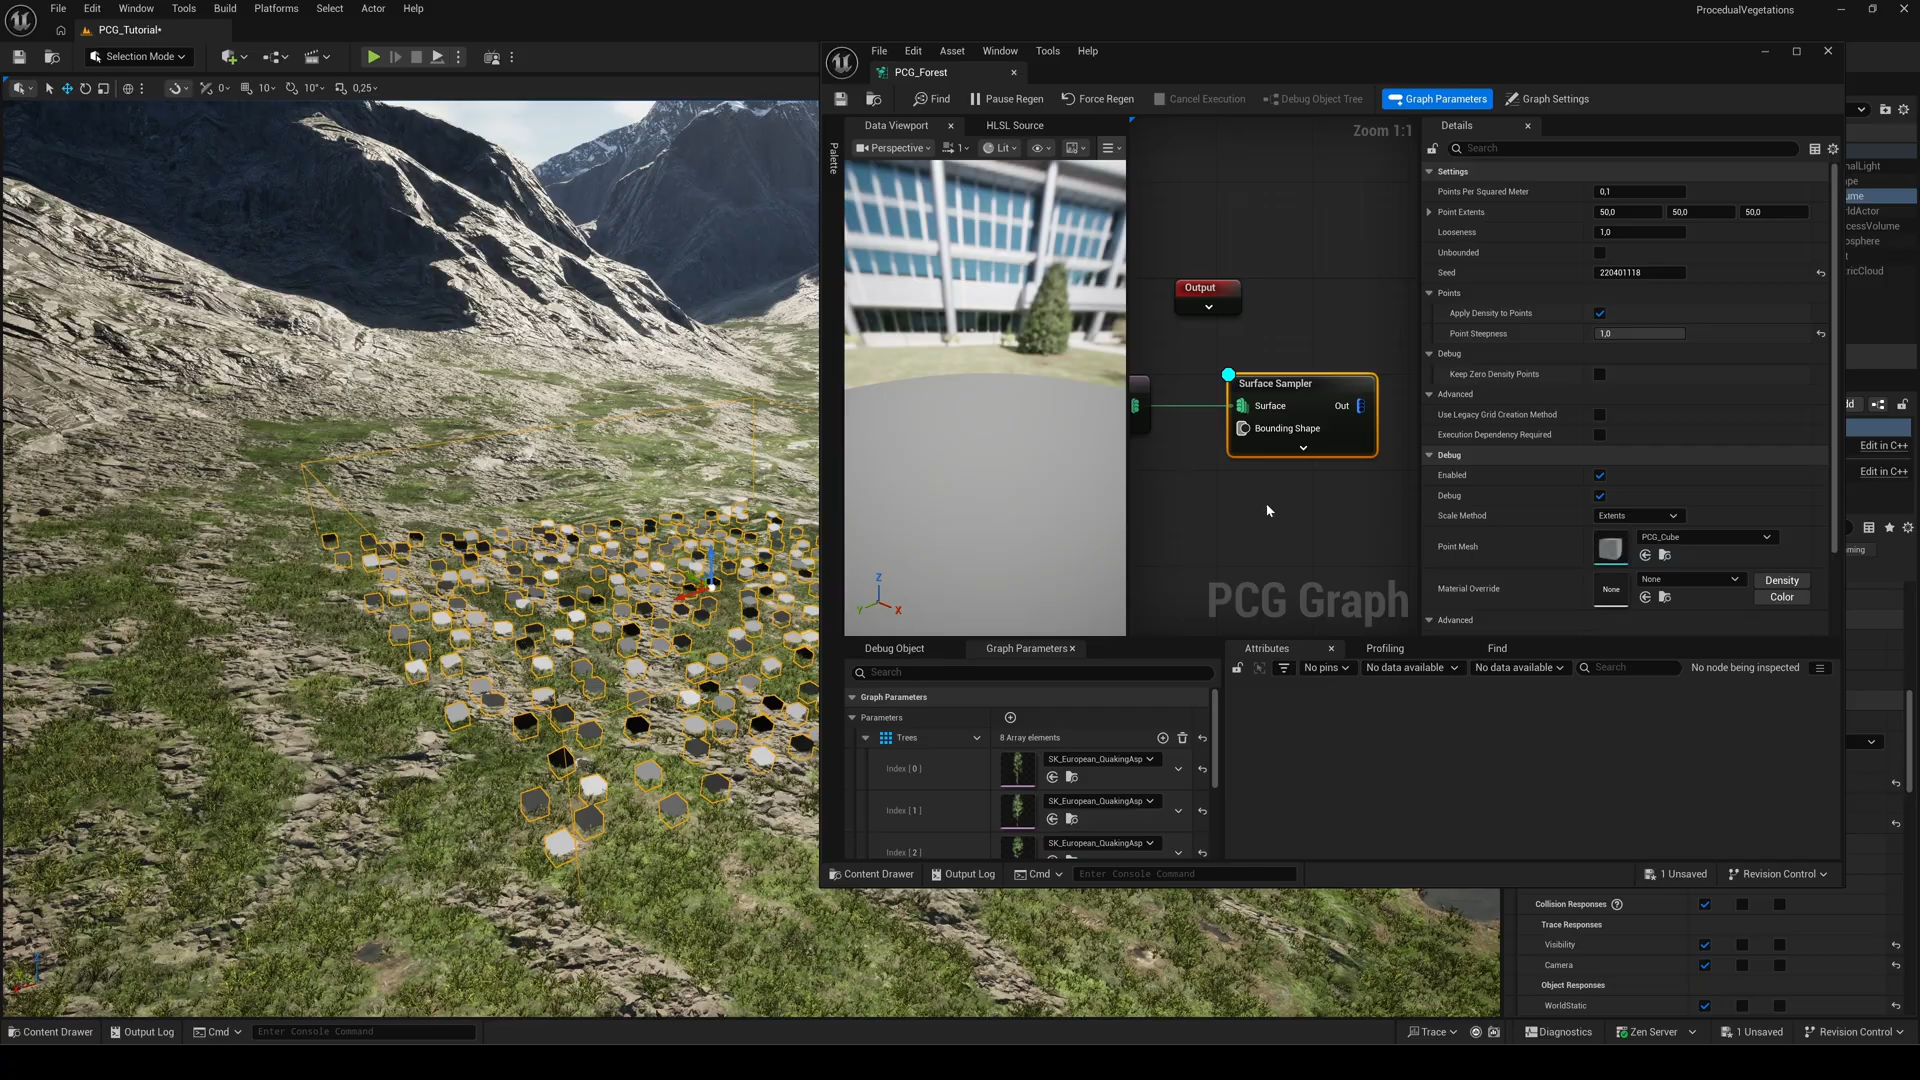 File Edit Window Tools Build Platforms Select Actor Help
ProcedualVegetations
PCG_Tutorial*
Selection Mode
0 10 10° 0,25
File Edit Asset Window Tools Help
PCG_Forest
Find Pause Regen Force Regen Cancel Execution Debug Object Tree Graph Parameters Graph Settings
Palette
Data Viewport HLSL Source
Perspective 1 Lit
Zoom 1:1
Output
Surface Sampler
Surface Out
Bounding Shape
PCG Graph
Z
Y X
Details
Search
Settings
Points Per Squared Meter 0,1
Point Extents 50,0 50,0 50,0
Looseness 1,0
Unbounded
Seed 220401118
Points
Apply Density to Points
Point Steepness 1,0
Debug
Keep Zero Density Points
Advanced
Use Legacy Grid Creation Method
Execution Dependency Required
Debug
Enabled
Debug
Scale Method Extents
Point Mesh PCG_Cube
Material Override None None Density
Color
Advanced
Edit in C++
Edit in C++
Debug Object Graph Parameters
Search
Graph Parameters
Parameters
Trees 8 Array elements
Index [ 0 ] SK_European_QuakingAsp
Index [ 1 ] SK_European_QuakingAsp
Index [ 2 ] SK_European_QuakingAsp
Attributes Profiling Find
No pins No data available No data available Search No node being inspected
Content Drawer Output Log Cmd Enter Console Command
1 Unsaved Revision Control
Collision Responses
Trace Responses
Visibility
Camera
Object Responses
WorldStatic
Content Drawer Output Log Cmd Enter Console Command
Trace Diagnostics Zen Server 1 Unsaved Revision Control